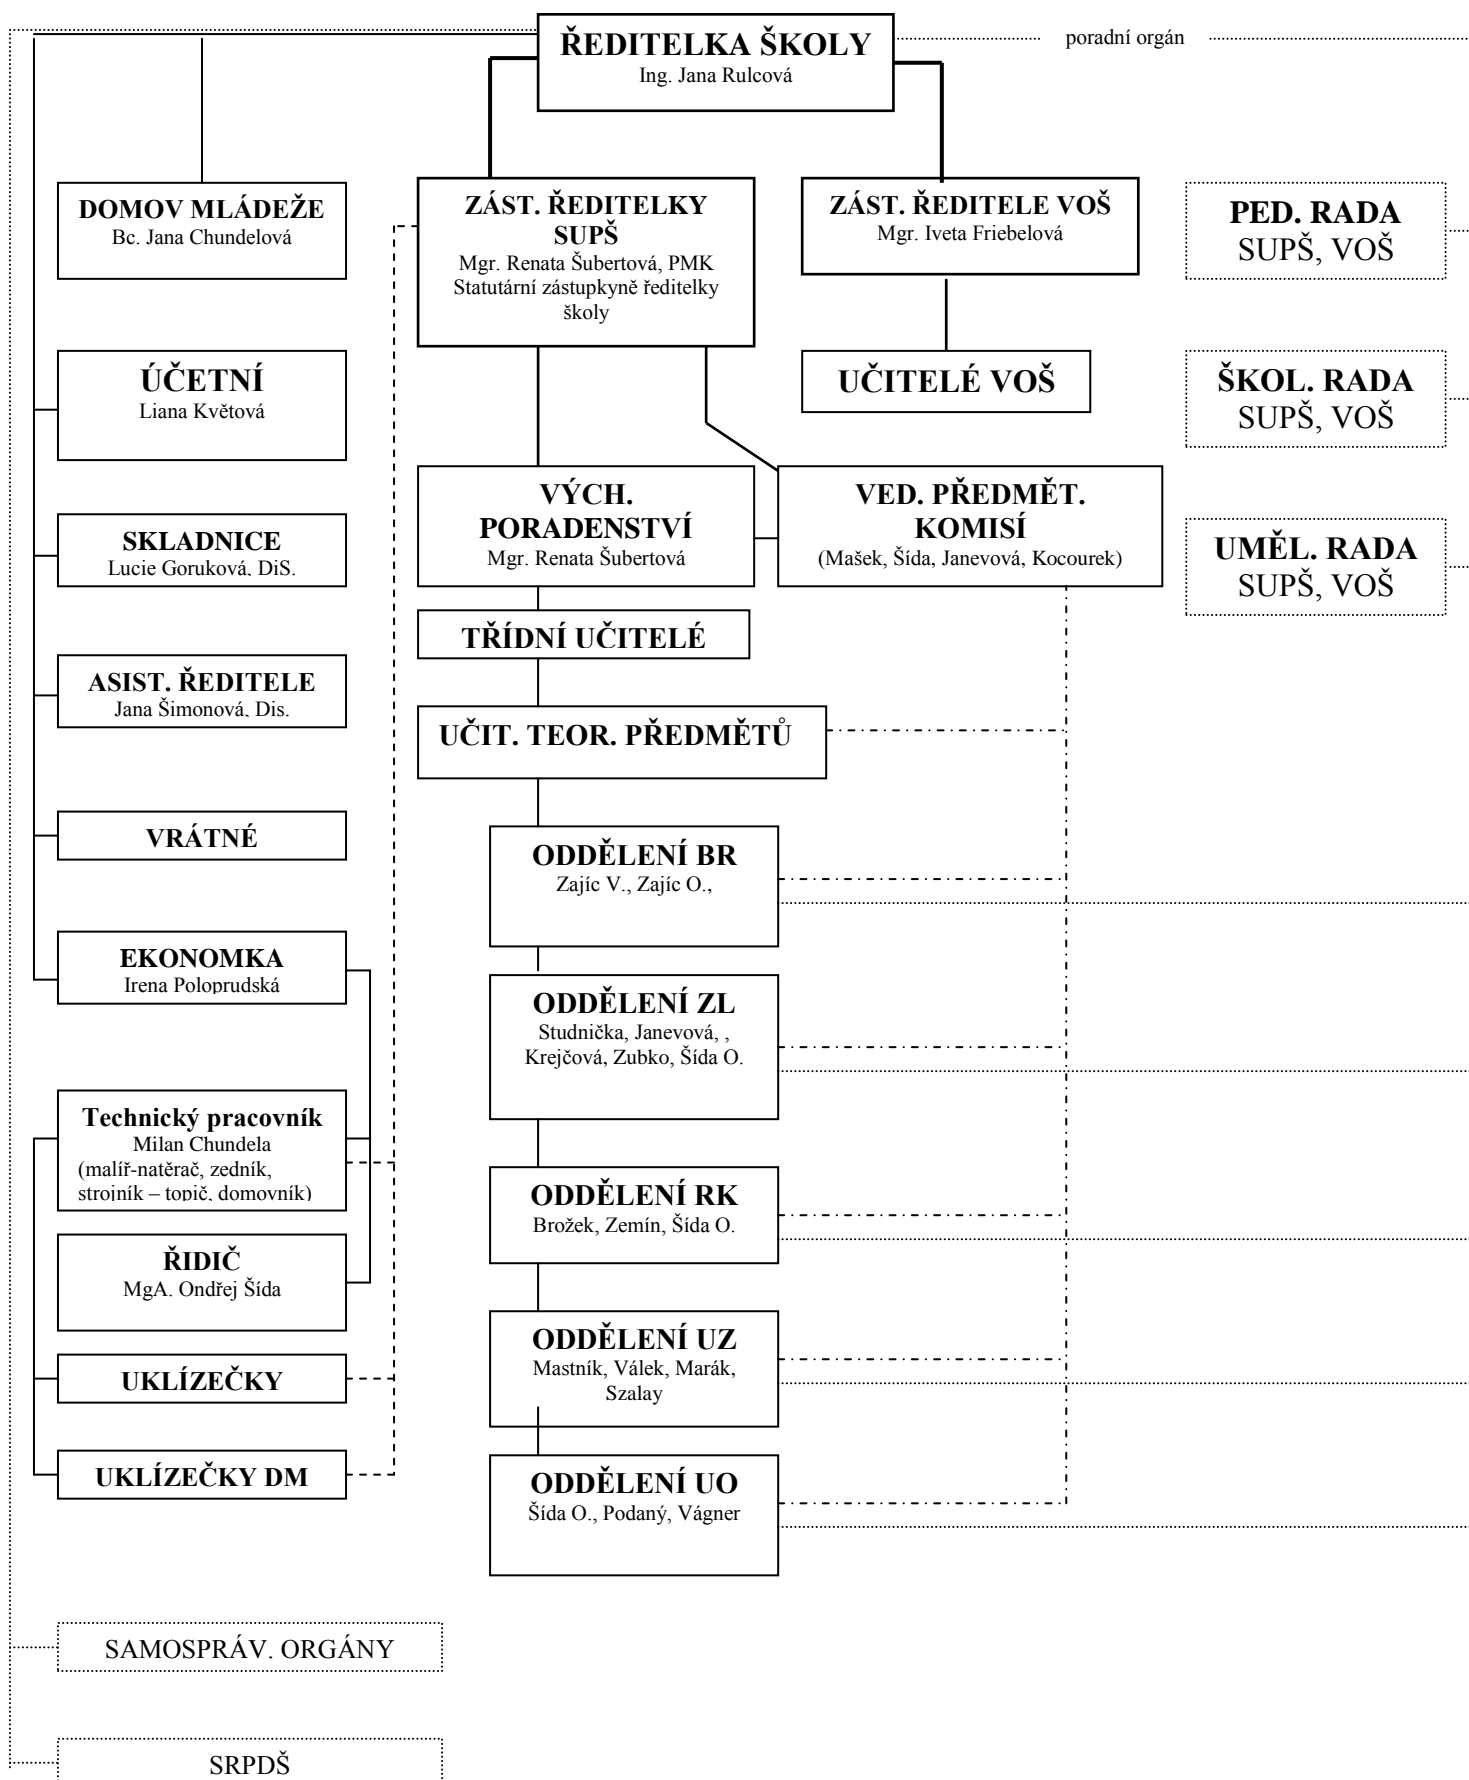 ŘEDITELKA ŠKOLY
Ing. Jana Rulcová
poradní orgán
DOMOV MLÁDEŽE
Bc. Jana Chundelová
ZÁST. ŘEDITELKY
SUPŠ
Mgr. Renata Šubertová, PMK
Statutární zástupkyně ředitelky
školy
ZÁST. ŘEDITELE VOŠ
Mgr. Iveta Friebelová
PED. RADA
SUPŠ, VOŠ
ÚČETNÍ
Liana Květová
UČITELÉ VOŠ
ŠKOL. RADA
SUPŠ, VOŠ
VÝCH.
PORADENSTVÍ
Mgr. Renata Šubertová
VED. PŘEDMĚT.
KOMISÍ
(Mašek, Šída, Janevová, Kocourek)
SKLADNICE
Lucie Goruková, DiS.
UMĚL. RADA
SUPŠ, VOŠ
TŘÍDNÍ UČITELÉ
ASIST. ŘEDITELE
Jana Šimonová, Dis.
UČIT. TEOR. PŘEDMĚTŮ
VRÁTNÉ
ODDĚLENÍ BR
Zajíc V., Zajíc O.,
EKONOMKA
Irena Poloprudská
ODDĚLENÍ ZL
Studnička, Janevová, ,
Krejčová, Zubko, Šída O.
Technický pracovník
Milan Chundela
(malíř-natěrač, zedník,
strojník – topič, domovník)
ODDĚLENÍ RK
Brožek, Zemín, Šída O.
ŘIDIČ
MgA. Ondřej Šída
ODDĚLENÍ UZ
Mastník, Válek, Marák,
Szalay
UKLÍZEČKY
UKLÍZEČKY DM
ODDĚLENÍ UO
Šída O., Podaný, Vágner
SAMOSPRÁV. ORGÁNY
SRPDŠ